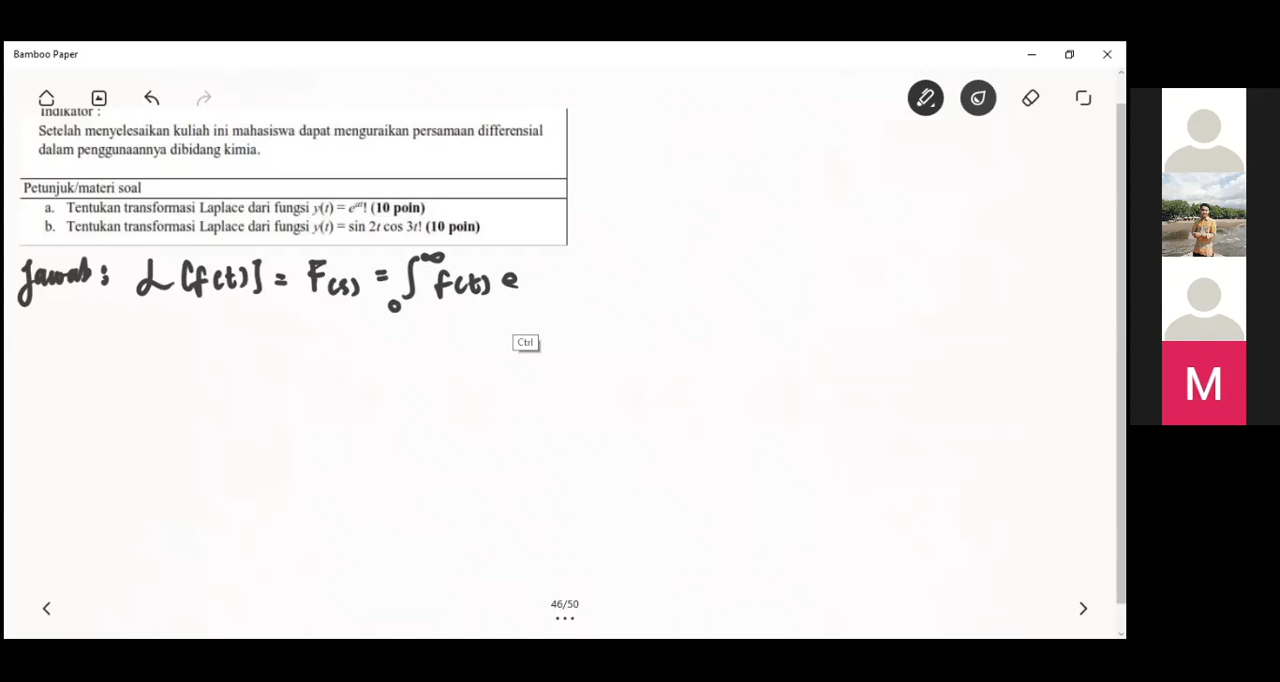 Bamboo Paper
Indikator :
Setelah menyelesaikan kuliah ini mahasiswa dapat menguraikan persamaan differensial
dalam penggunaannya dibidang kimia.
Petunjuk/materi soal
a. Tentukan transformasi Laplace dari fungsi y(t) = eᵃᵗ! (10 poin)
b. Tentukan transformasi Laplace dari fungsi y(t) = sin 2t cos 3t! (10 poin)
Jawab : ℒ [f(t)] = F(s) = ∫₀^∞ f(t) e
Ctrl
M
46/50